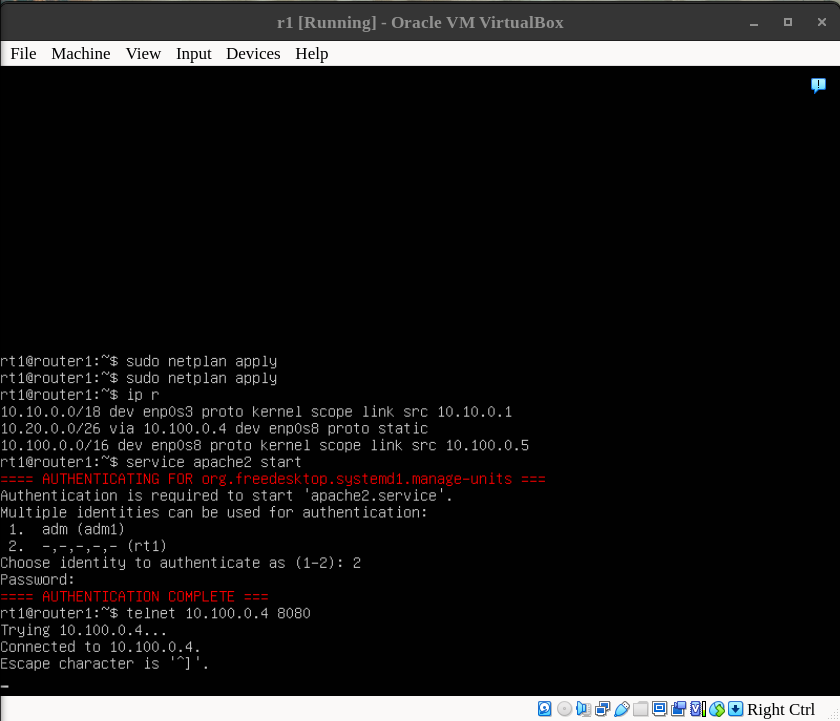 r1 [Running] - Oracle VM VirtualBox
File Machine View Input Devices Help
rt1@router1:~$ sudo netplan apply
rt1@router1:~$ sudo netplan apply
rt1@router1:~$ ip r
10.10.0.0/18 dev enp0s3 proto kernel scope link src 10.10.0.1
10.20.0.0/26 via 10.100.0.4 dev enp0s8 proto static
10.100.0.0/16 dev enp0s8 proto kernel scope link src 10.100.0.5
rt1@router1:~$ service apache2 start
==== AUTHENTICATING FOR org.freedesktop.systemd1.manage-units ===
Authentication is required to start 'apache2.service'.
Multiple identities can be used for authentication:
1. adm (adm1)
2. -,-,-,-,- (rt1)
Choose identity to authenticate as (1-2): 2
Password:
==== AUTHENTICATION COMPLETE ===
rt1@router1:~$ telnet 10.100.0.4 8080
Trying 10.100.0.4...
Connected to 10.100.0.4.
Escape character is '^]'.
Right Ctrl